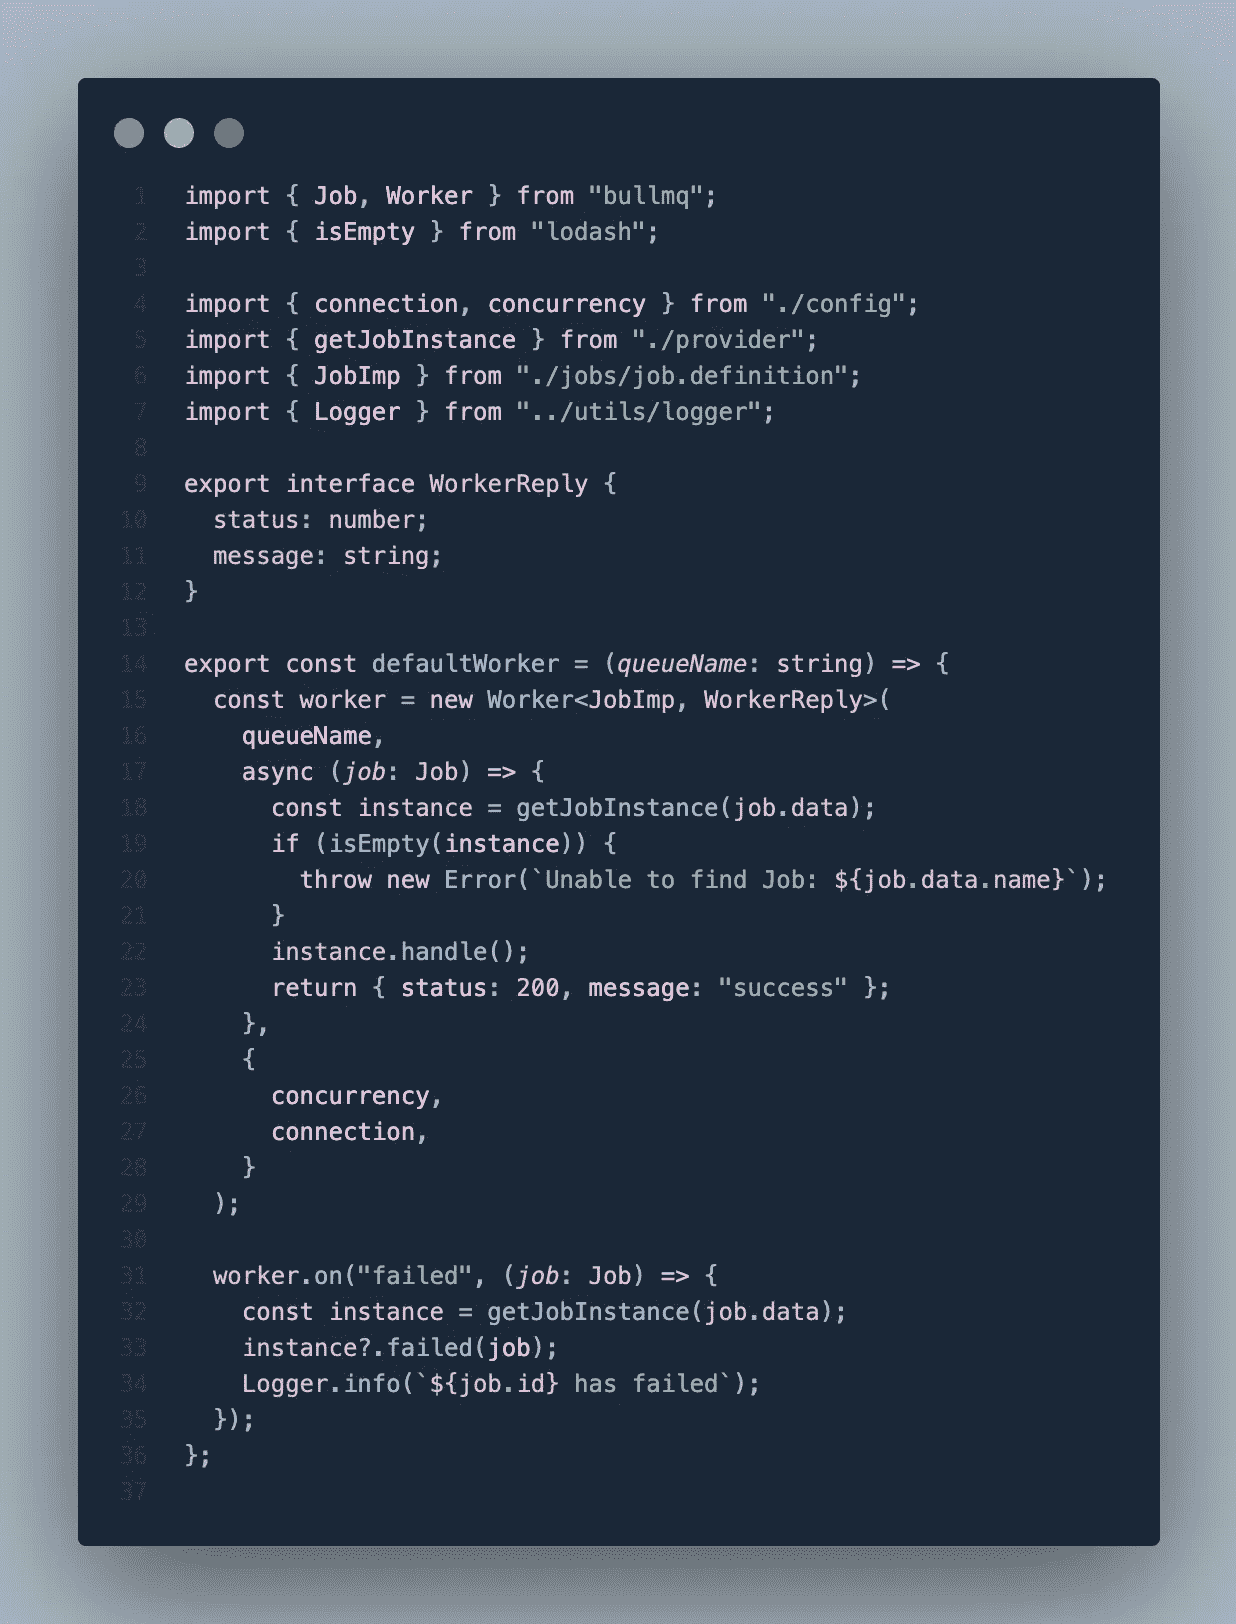 1 import { Job, Worker } from "bullmq";
2 import { isEmpty } from "lodash";
3
4 import { connection, concurrency } from "./config";
5 import { getJobInstance } from "./provider";
6 import { JobImp } from "./jobs/job.definition";
7 import { Logger } from "../utils/logger";
8
9 export interface WorkerReply {
10   status: number;
11   message: string;
12 }
13
14 export const defaultWorker = (queueName: string) => {
15   const worker = new Worker<JobImp, WorkerReply>(
16     queueName,
17     async (job: Job) => {
18       const instance = getJobInstance(job.data);
19       if (isEmpty(instance)) {
20         throw new Error(`Unable to find Job: ${job.data.name}`);
21       }
22       instance.handle();
23       return { status: 200, message: "success" };
24     },
25     {
26       concurrency,
27       connection,
28     }
29   );
30
31   worker.on("failed", (job: Job) => {
32     const instance = getJobInstance(job.data);
33     instance?.failed(job);
34     Logger.info(`${job.id} has failed`);
35   });
36 };
37